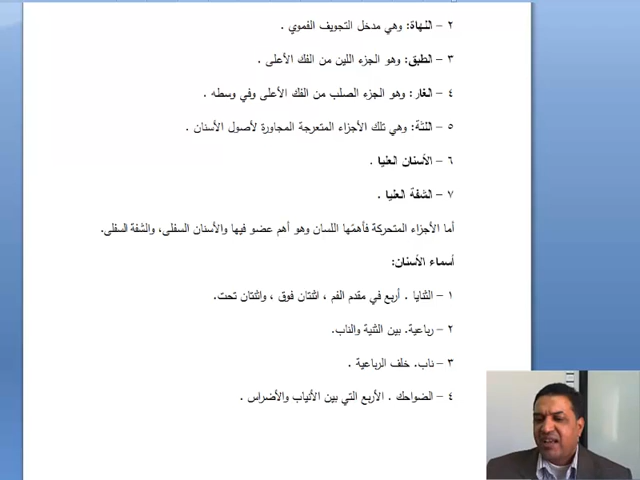 ٢ – اللهاة: وهي مدخل التجويف الفموي .
٣ – الطبق: وهو الجزء اللين من الفك الأعلى .
٤ – الغار: وهو الجزء الصلب من الفك الأعلى وفي وسطه .
٥ – اللثة: وهي تلك الأجزاء المتعرجة المجاورة لأصول الأسنان .
٦ – الأسنان العليا .
٧ – الشفة العليا .
أما الأجزاء المتحركة فأهمّها اللسان وهو أهم عضو فيها والأسنان السفلى، والشفة السفلى.
أسماء الأسنان:
١ – الثنايا . أربع في مقدم الفم ، اثنتان فوق ، واثنتان تحت.
٢ – رباعية. بين الثنية والناب.
٣ – ناب. خلف الرباعية .
٤ – الضواحك . الأربع التي بين الأنياب والأضراس .